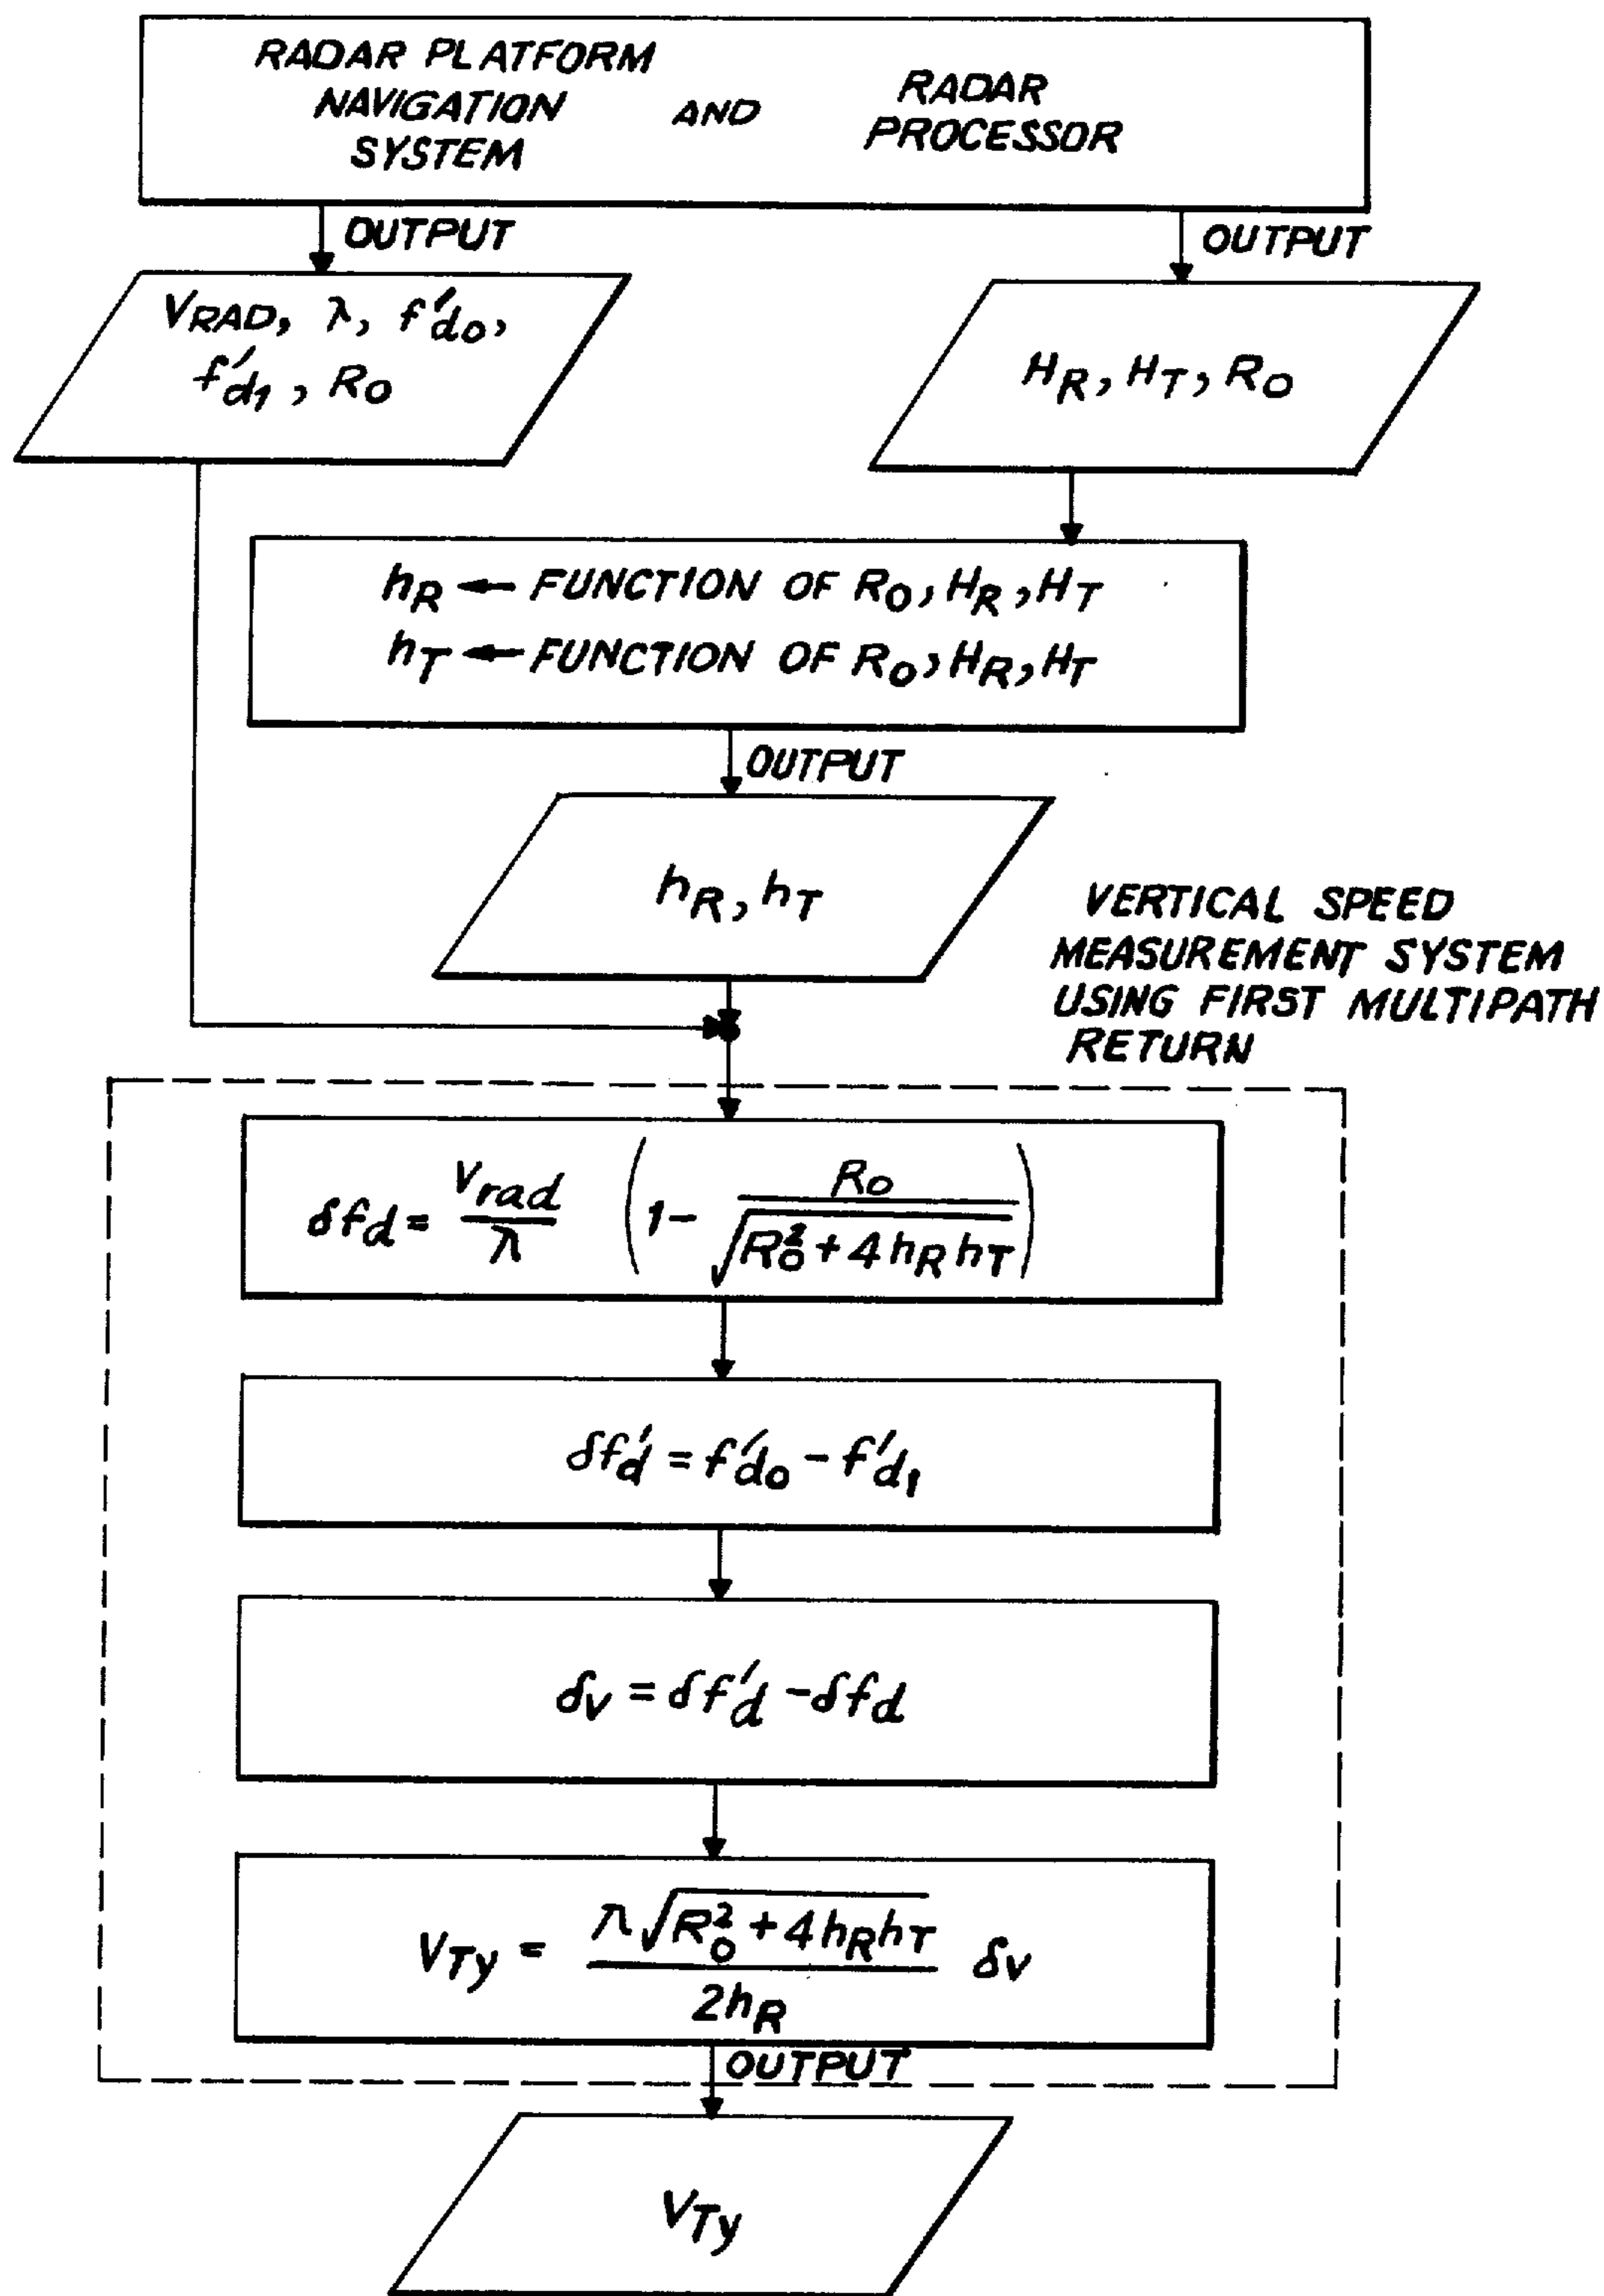 RADAR PLATFORM
NAVIGATION
SYSTEM
AND
RADAR
PROCESSOR
OUTPUT
OUTPUT
VRAD, λ, f'd0,
f'd1, R0
HR, HT, R0
hR ← FUNCTION OF R0, HR, HT
hT ← FUNCTION OF R0, HR, HT
OUTPUT
hR, hT
VERTICAL SPEED
MEASUREMENT SYSTEM
USING FIRST MULTIPATH
RETURN
δfd = Vrad/λ (1 - R0/√(R0² + 4hRhT))
δf'd = f'd0 - f'd1
δv = δf'd - δfd
VTy = λ√(R0² + 4hRhT)/2hR δv
OUTPUT
VTy